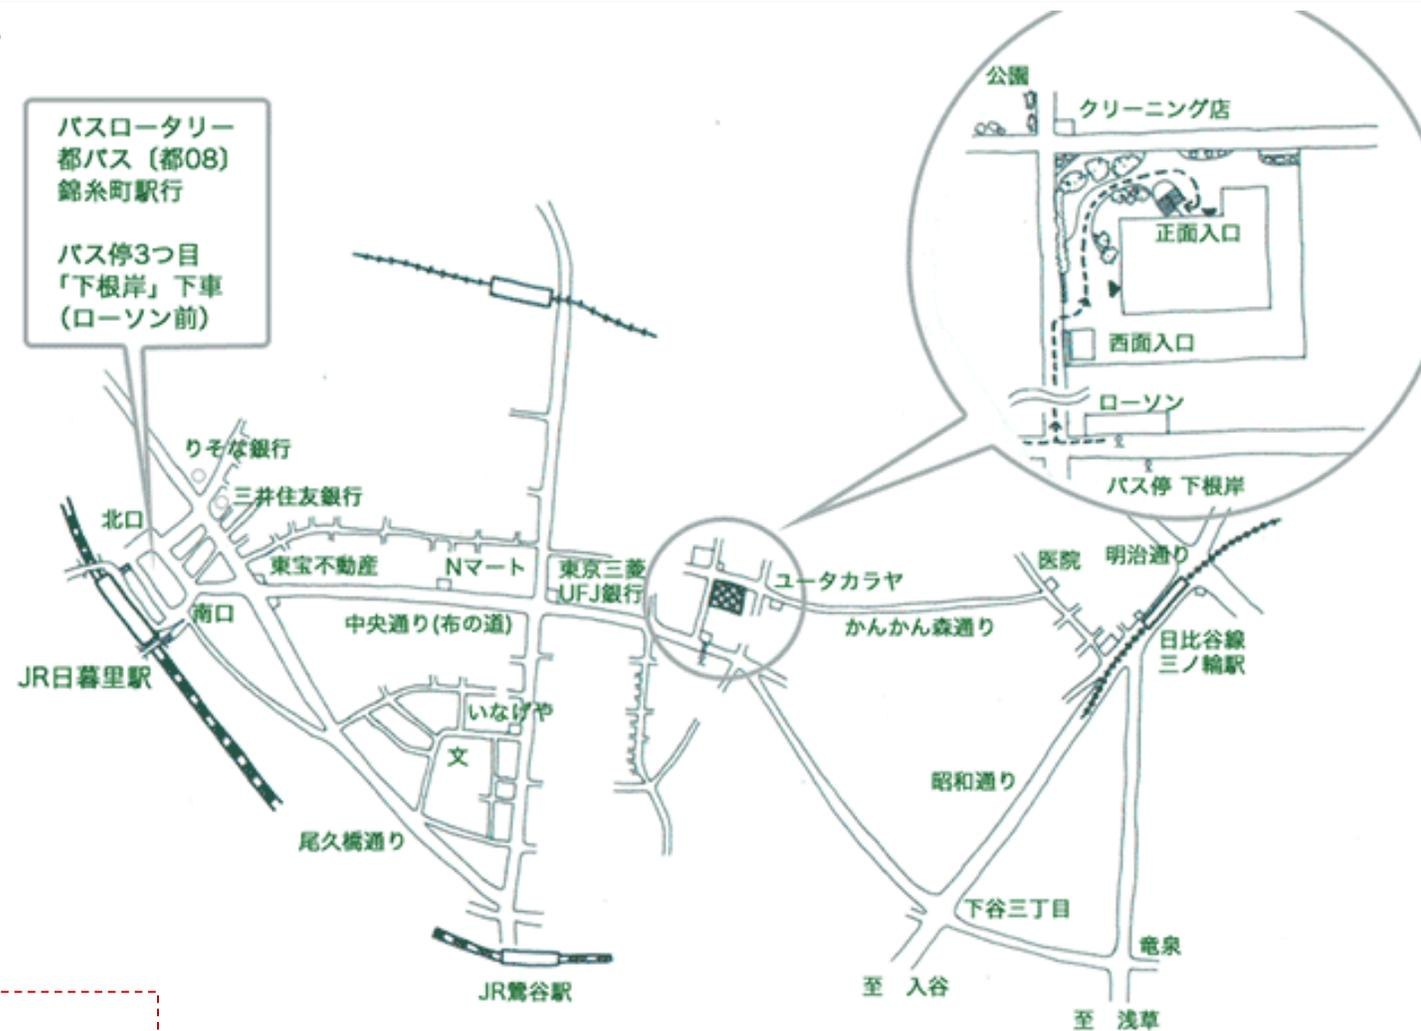 公園
クリーニング店
バスロータリー
都バス〔都08〕
錦糸町駅行
バス停3つ目
「下根岸」下車
(ローソン前)
正面入口
西面入口
ローソン
バス停 下根岸
りそな銀行
三井住友銀行
北口
東宝不動産
Nマート
東京三菱
UFJ銀行
ユータカラヤ
医院
明治通り
南口
中央通り(布の道)
かんかん森通り
日比谷線
三ノ輪駅
JR日暮里駅
いなげや
文
昭和通り
尾久橋通り
下谷三丁目
竜泉
JR鶯谷駅
至 入谷
至 浅草